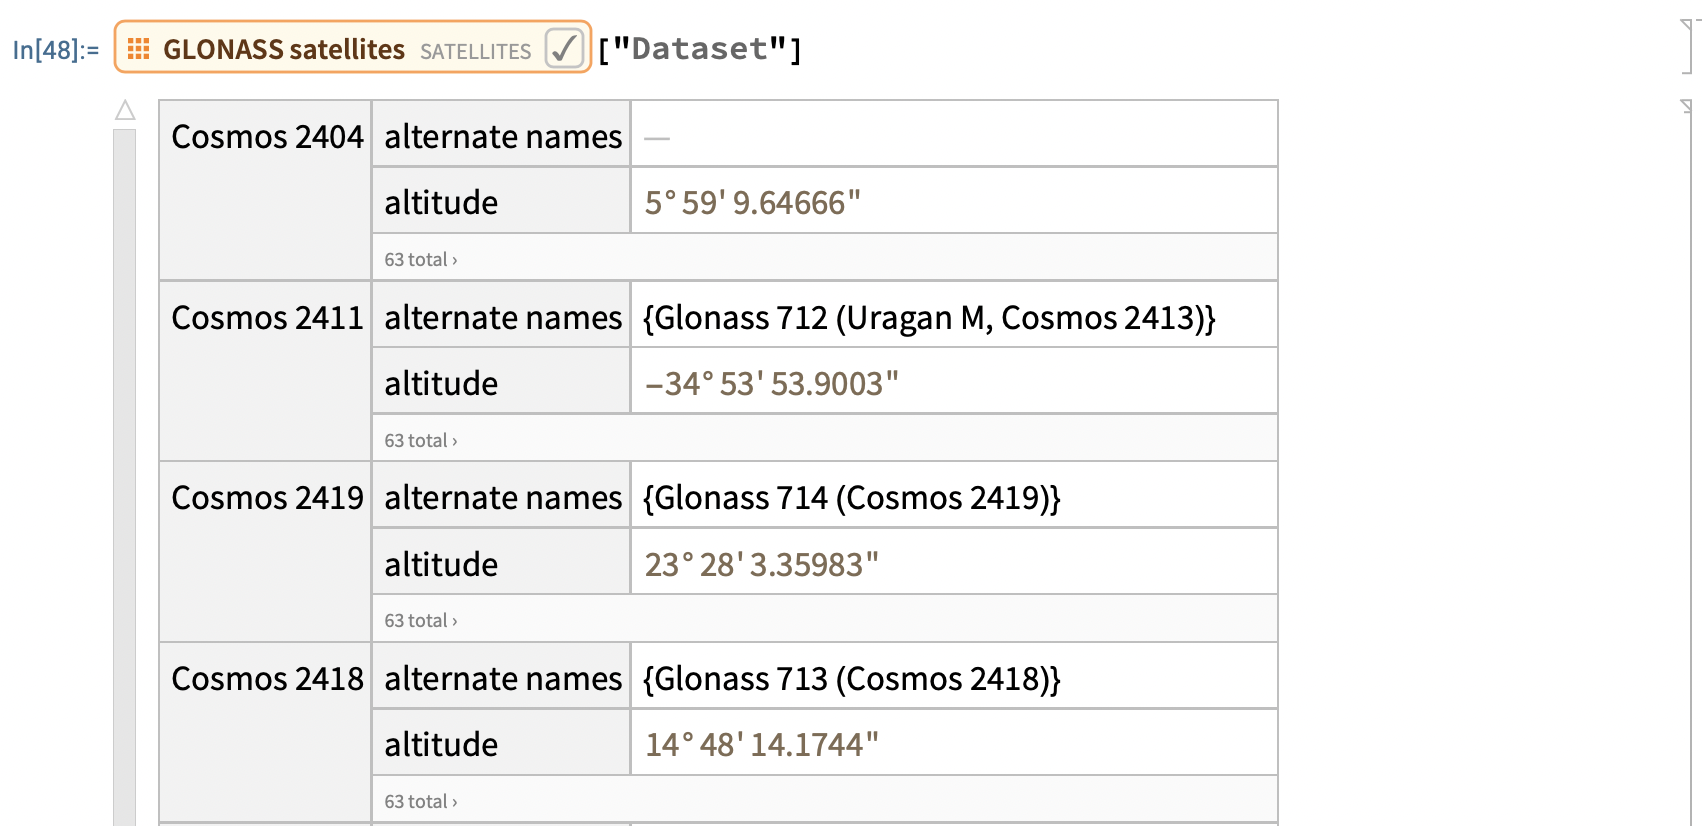 In[48]:= GLONASS satellites SATELLITES ["Dataset"]
Cosmos 2404 alternate names —
altitude 5° 59' 9.64666"
63 total ›
Cosmos 2411 alternate names {Glonass 712 (Uragan M, Cosmos 2413)}
altitude −34° 53' 53.9003"
63 total ›
Cosmos 2419 alternate names {Glonass 714 (Cosmos 2419)}
altitude 23° 28' 3.35983"
63 total ›
Cosmos 2418 alternate names {Glonass 713 (Cosmos 2418)}
altitude 14° 48' 14.1744"
63 total ›